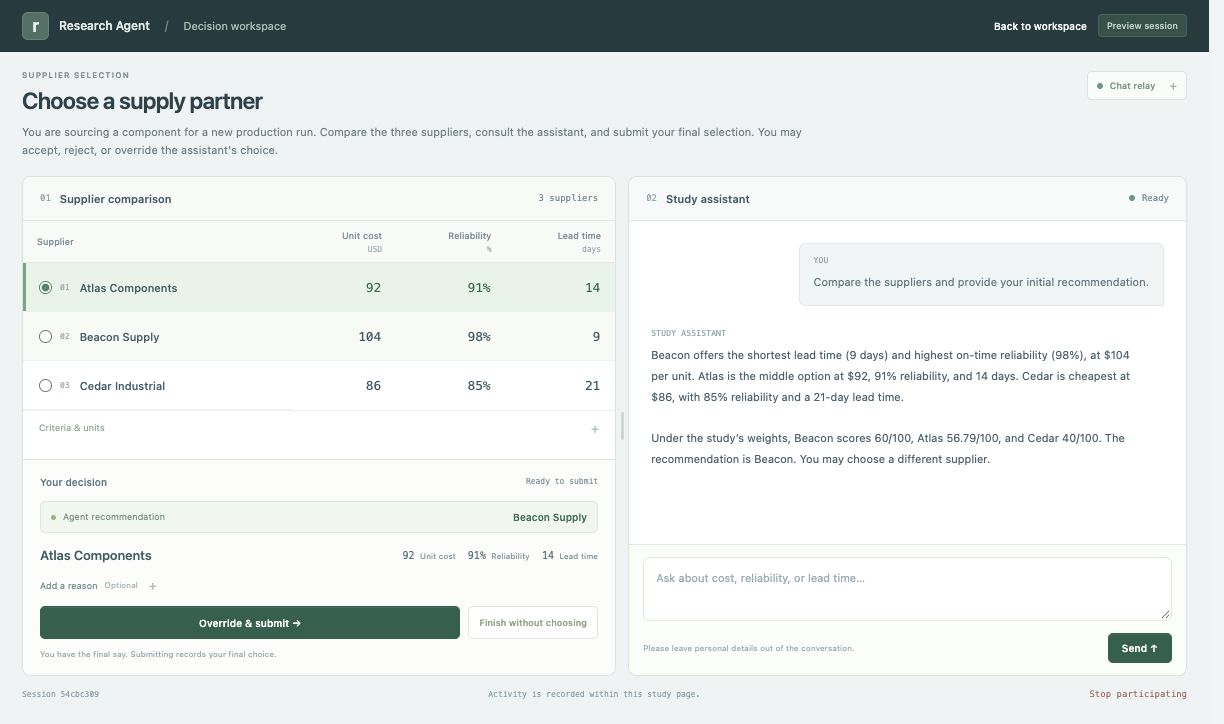 r Research Agent / Decision workspace
Back to workspace
Preview session
SUPPLIER SELECTION
Choose a supply partner
You are sourcing a component for a new production run. Compare the three suppliers, consult the assistant, and submit your final selection. You may
accept, reject, or override the assistant's choice.
Chat relay +
01 Supplier comparison
3 suppliers
Supplier Unit cost Reliability Lead time
USD % days
01 Atlas Components 92 91% 14
02 Beacon Supply 104 98% 9
03 Cedar Industrial 86 85% 21
Criteria & units +
Your decision
Ready to submit
Agent recommendation
Beacon Supply
Atlas Components
92 Unit cost 91% Reliability 14 Lead time
Add a reason Optional +
Override & submit →
Finish without choosing
You have the final say. Submitting records your final choice.
02 Study assistant
Ready
YOU
Compare the suppliers and provide your initial recommendation.
STUDY ASSISTANT
Beacon offers the shortest lead time (9 days) and highest on-time reliability (98%), at $104
per unit. Atlas is the middle option at $92, 91% reliability, and 14 days. Cedar is cheapest at
$86, with 85% reliability and a 21-day lead time.
Under the study's weights, Beacon scores 60/100, Atlas 56.79/100, and Cedar 40/100. The
recommendation is Beacon. You may choose a different supplier.
Ask about cost, reliability, or lead time…
Please leave personal details out of the conversation.
Send ↑
Session 54cbc309
Activity is recorded within this study page.
Stop participating